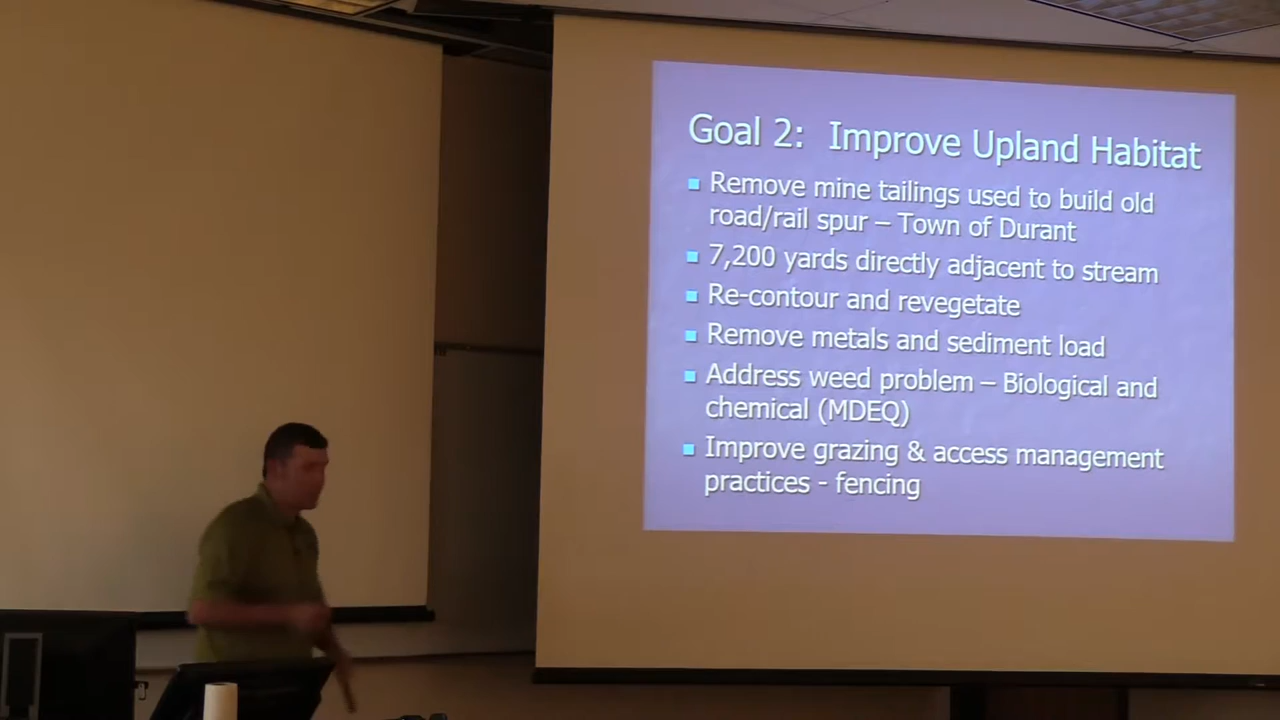 Goal 2: Improve Upland Habitat
■ Remove mine tailings used to build old
road/rail spur – Town of Durant
■ 7,200 yards directly adjacent to stream
■ Re-contour and revegetate
■ Remove metals and sediment load
■ Address weed problem – Biological and
chemical (MDEQ)
■ Improve grazing & access management
practices - fencing